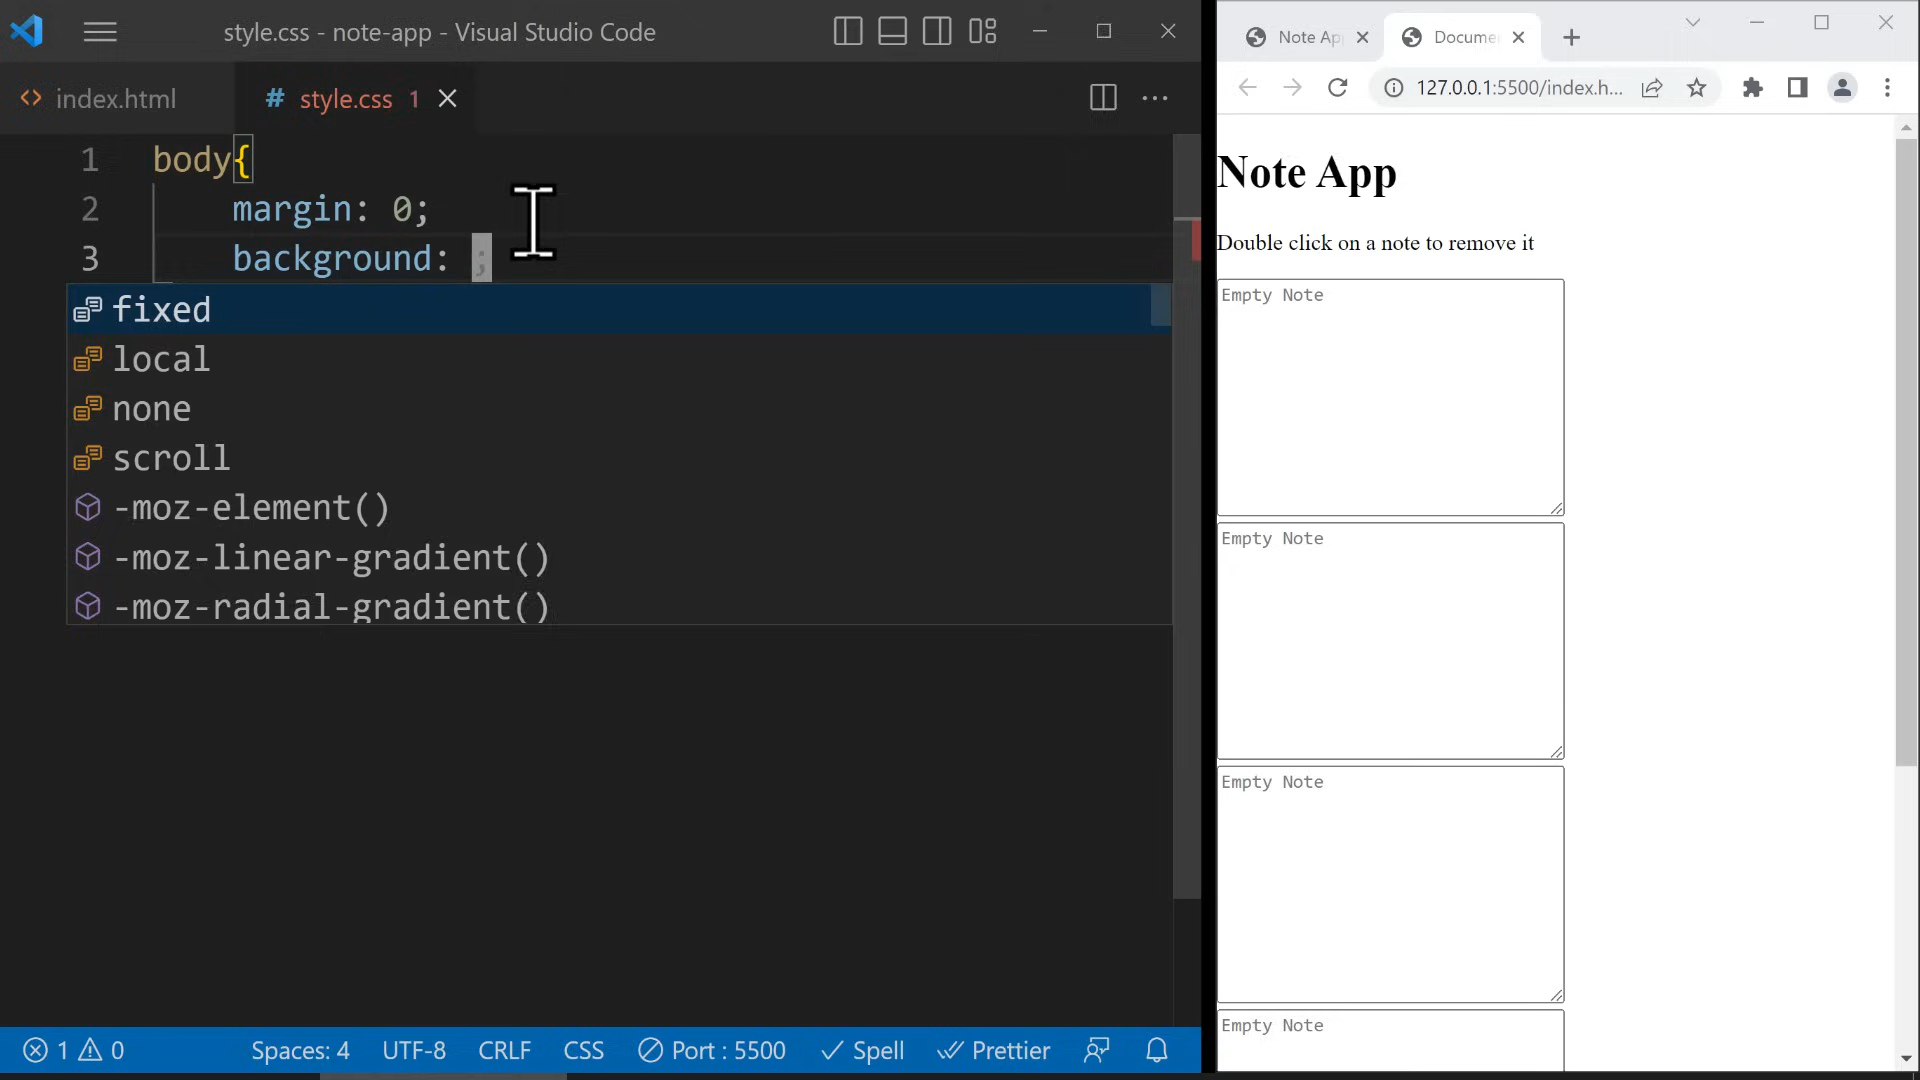 style.css - note-app - Visual Studio Code
index.html
# style.css 1
1 body{
2 margin: 0;
3 background: ;
fixed
local
none
scroll
-moz-element()
-moz-linear-gradient()
-moz-radial-gradient()
1 0
Spaces: 4
UTF-8
CRLF
CSS
Port : 5500
Spell
Prettier
Note Ap
Docume
127.0.0.1:5500/index.h...
Note App
Double click on a note to remove it
Empty Note
Empty Note
Empty Note
Empty Note